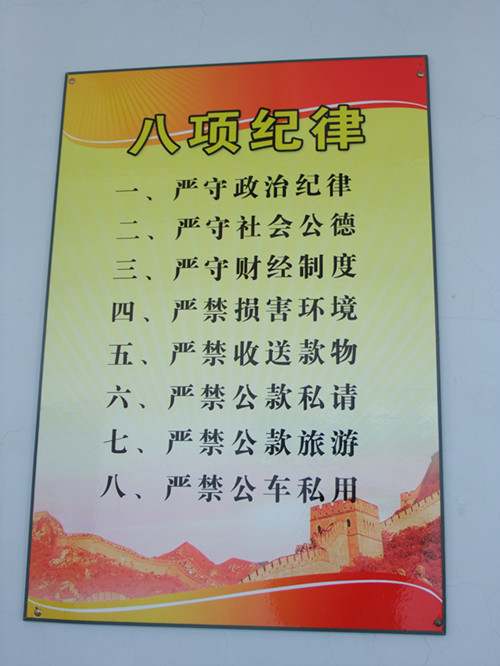 八项纪律
一、严守政治纪律
二、严守社会公德
三、严守财经制度
四、严禁损害环境
五、严禁收送款物
六、严禁公款私请
七、严禁公款旅游
八、严禁公车私用